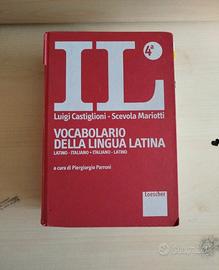 IL
4ª
Luigi Castiglioni - Scevola Mariotti
VOCABOLARIO
DELLA LINGUA LATINA
LATINO - ITALIANO • ITALIANO - LATINO
a cura di Piergiorgio Parroni
Loescher
subito